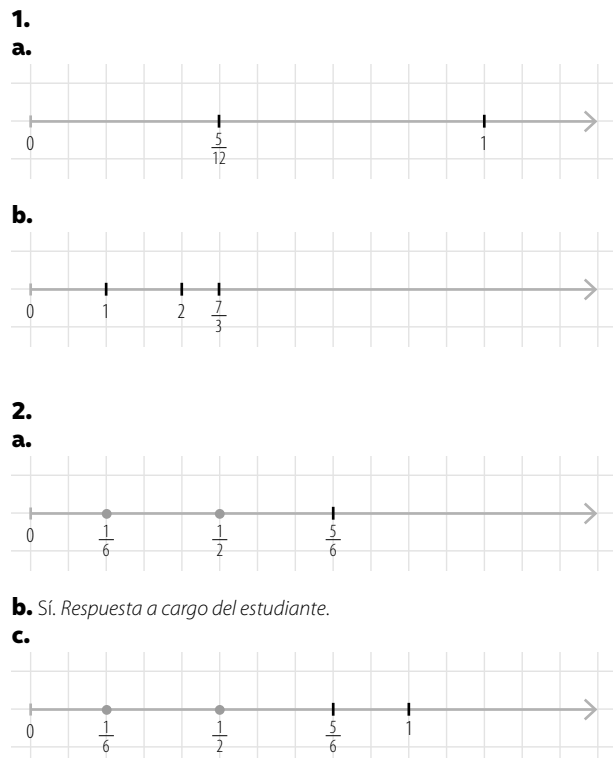 1.
a.
0 5/12 1
b.
0 1 2 7/3
2.
a.
0 1/6 1/2 5/6
b. Sí. Respuesta a cargo del estudiante.
c.
0 1/6 1/2 5/6 1